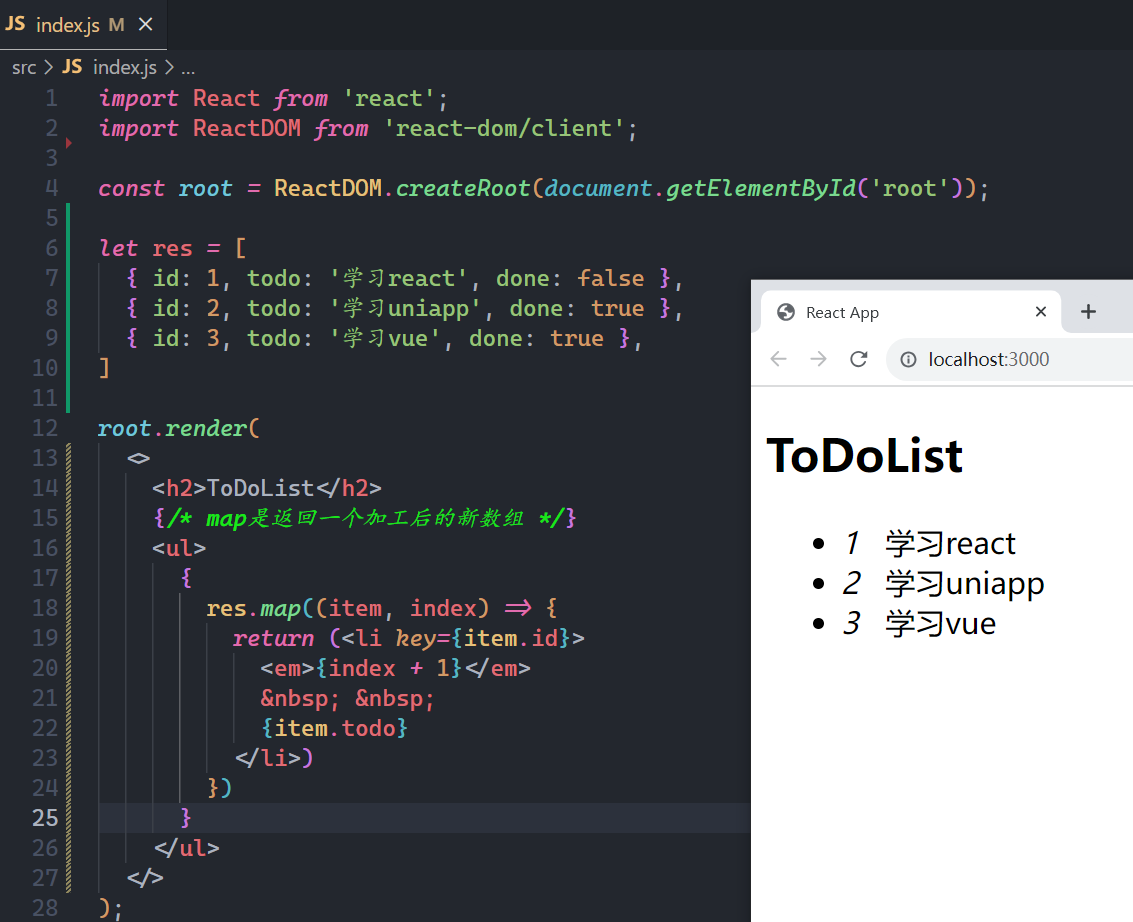 JS index.js M ×
src > JS index.js > ...
1 import React from 'react';
2 import ReactDOM from 'react-dom/client';
3
4 const root = ReactDOM.createRoot(document.getElementById('root'));
5
6 let res = [
7 { id: 1, todo: '学习react', done: false },
8 { id: 2, todo: '学习uniapp', done: true },
9 { id: 3, todo: '学习vue', done: true },
10 ]
11
12 root.render(
13 <>
14 <h2>ToDoList</h2>
15 {/* map是返回一个加工后的新数组 */}
16 <ul>
17 {
18 res.map((item, index) => {
19 return (<li key={item.id}>
20 <em>{index + 1}</em>
21 &nbsp; &nbsp;
22 {item.todo}
23 </li>)
24 })
25 }
26 </ul>
27 </>
28 );
React App × +
localhost:3000
ToDoList
• 1 学习react
• 2 学习uniapp
• 3 学习vue